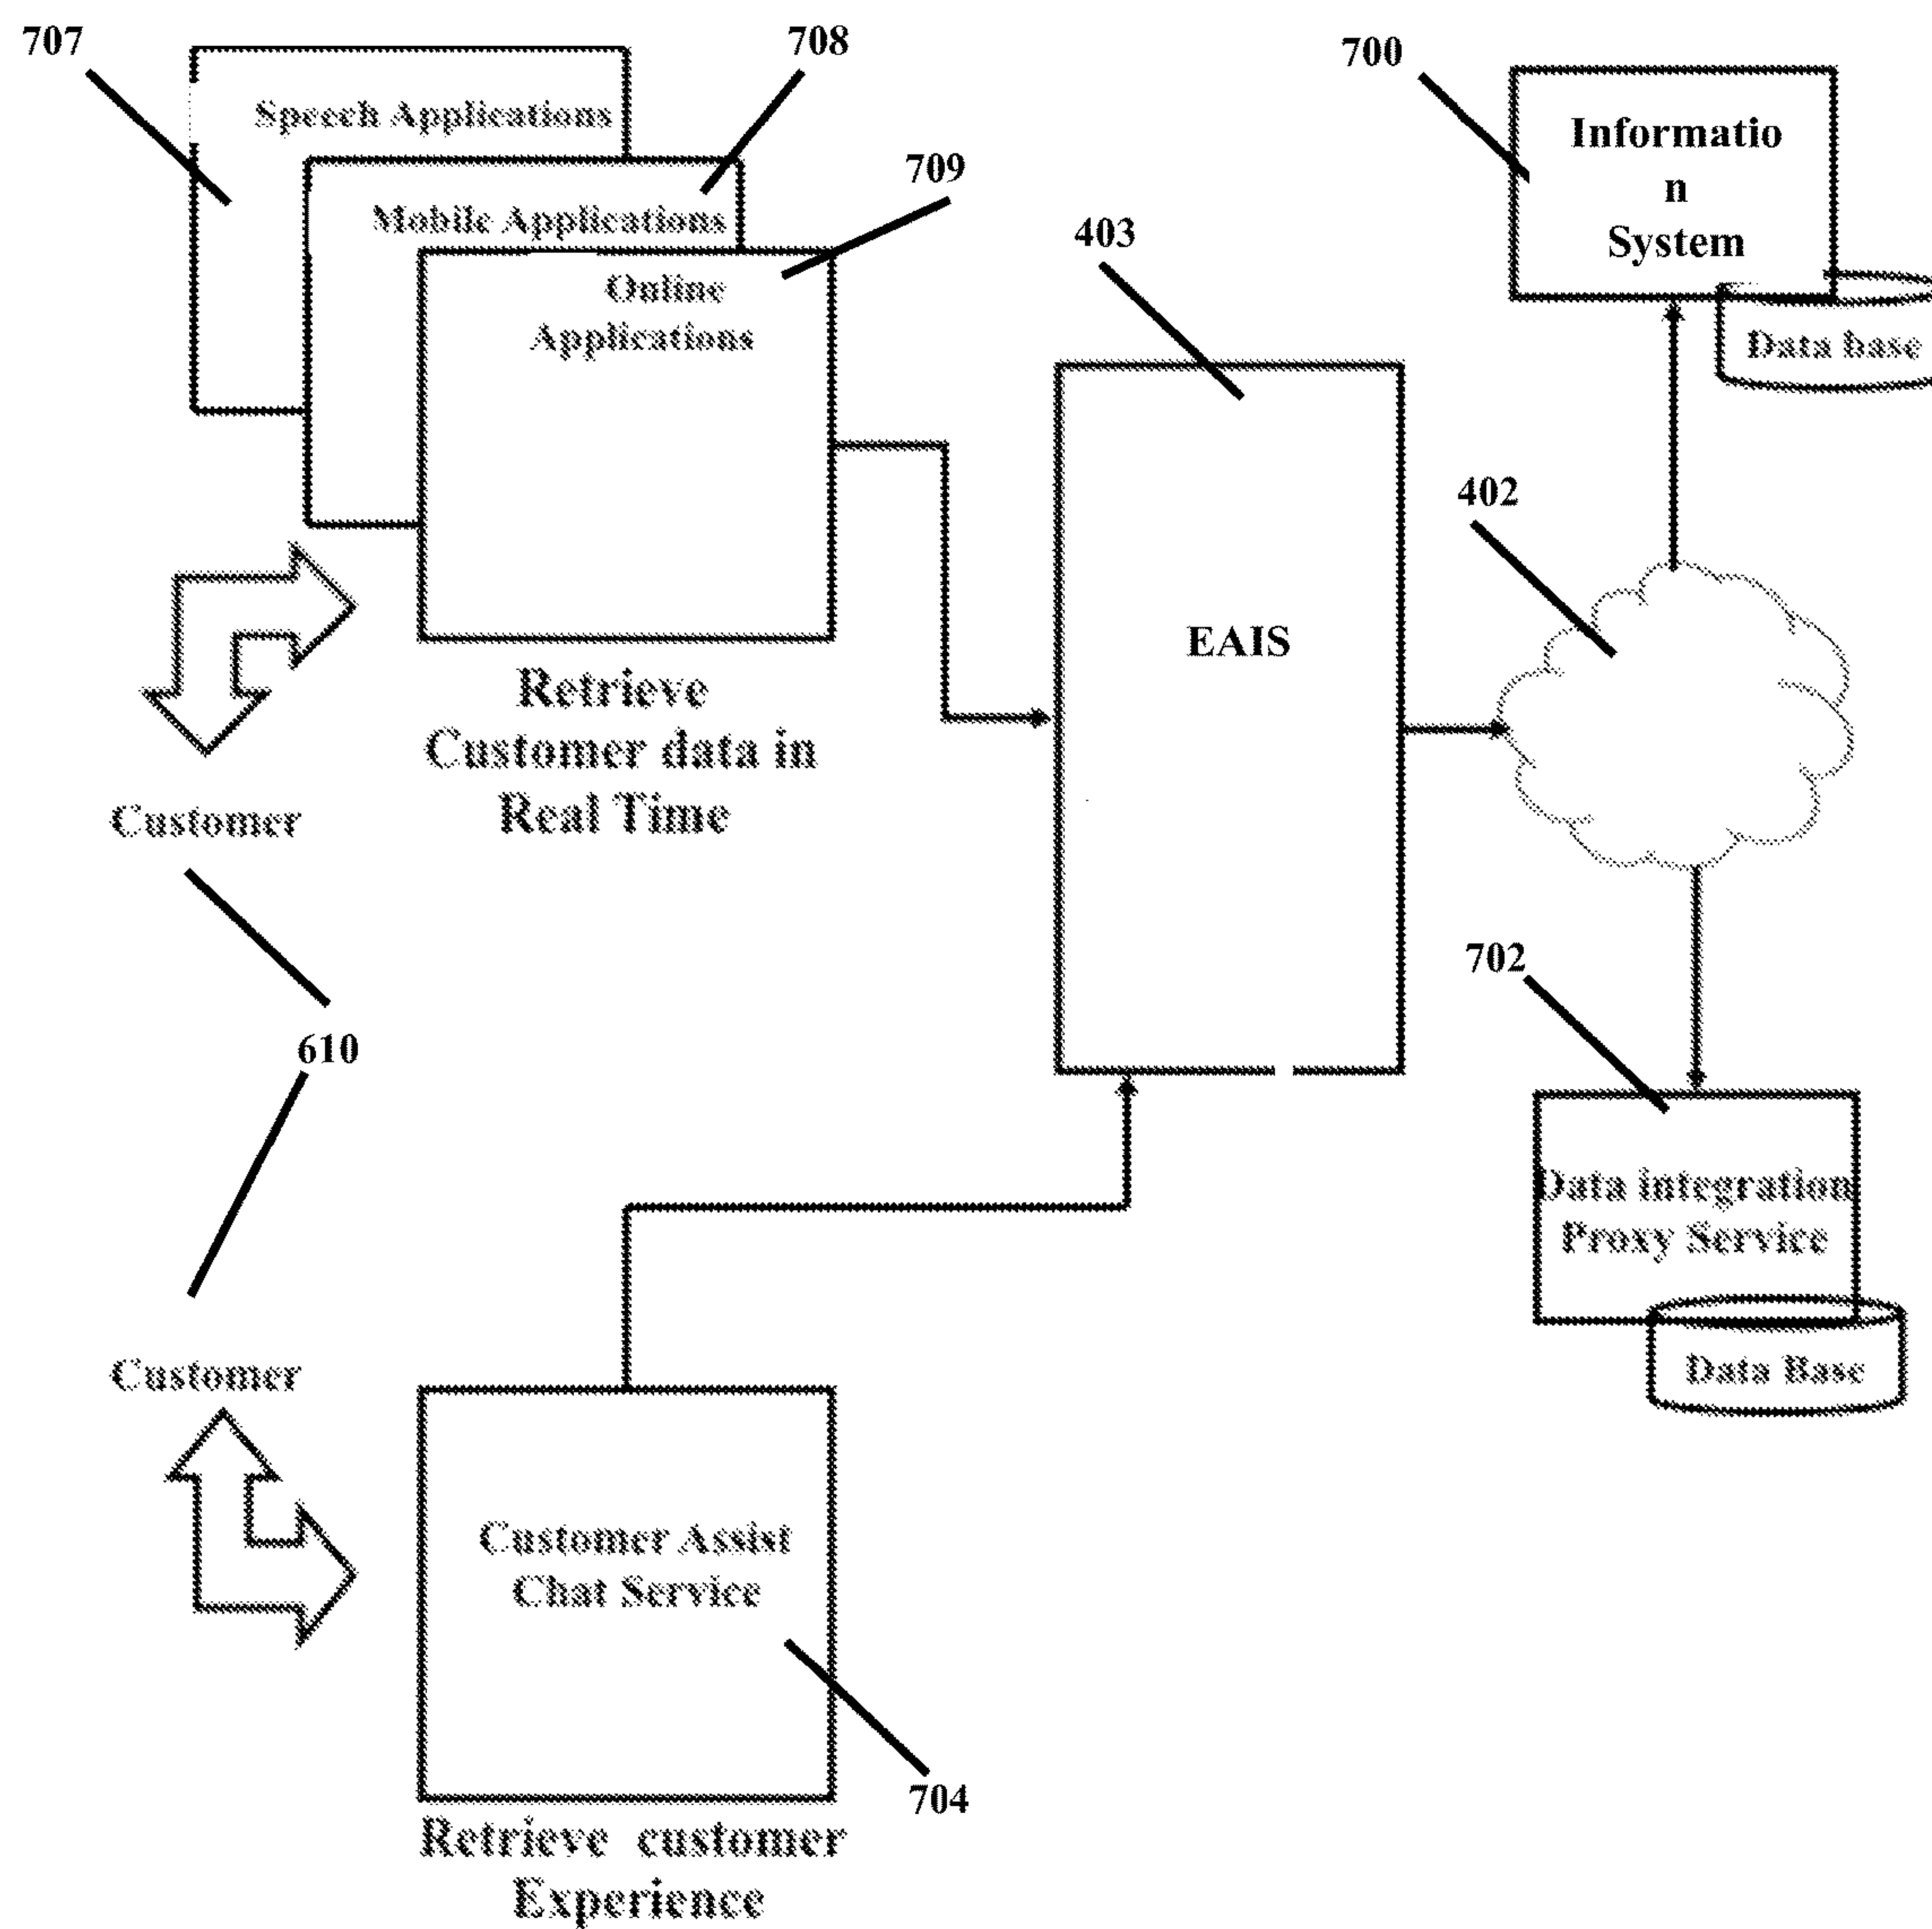 707
708
700
Speech Applications
Informatio
n
System
709
Mobile Applications
403
Online
Applications
Data base
402
EAIS
Retrieve
Customer data in
Real Time
Customer
702
610
Data integration
Proxy Service
Customer
Data Base
Customer Assist
Chat Service
704
Retrieve customer
Experience